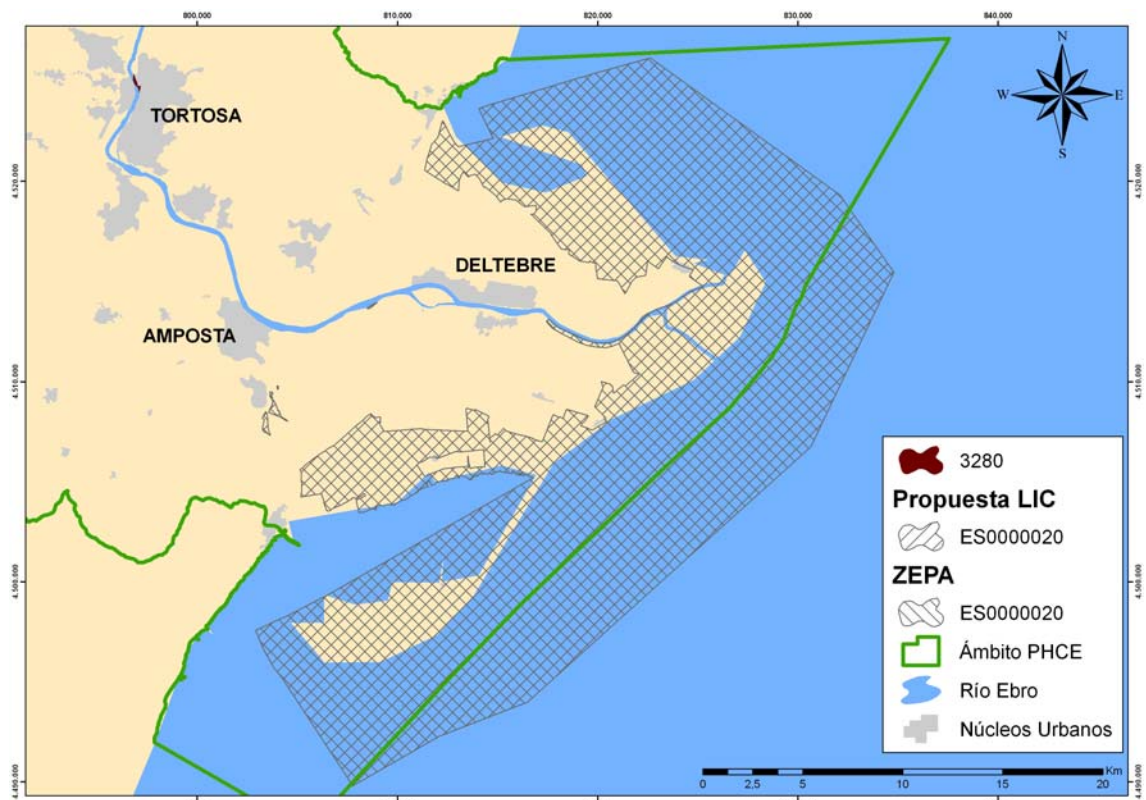 800.000 810.000 820.000 830.000 840.000
N
W E
S
TORTOSA
4.520.000 4.520.000
DELTEBRE
AMPOSTA
4.510.000 4.510.000
3280
Propuesta LIC
ES0000020
ZEPA
ES0000020
Ámbito PHCE
Río Ebro
Núcleos Urbanos
4.500.000 4.500.000
Km
0 2,5 5 10 15 20
4.490.000 4.490.000
800.000 810.000 820.000 830.000 840.000